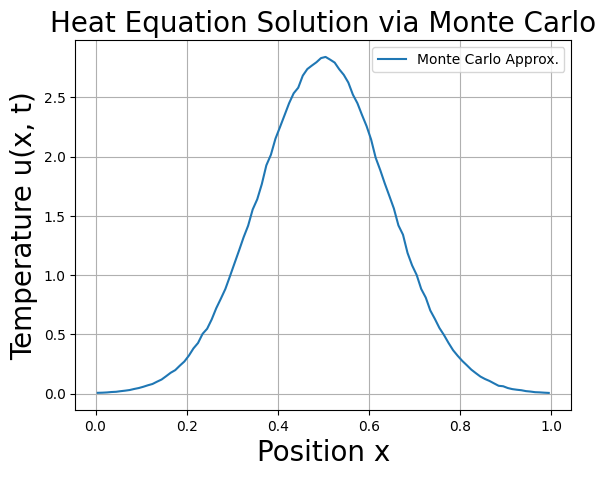 Heat Equation Solution via Monte Carlo
Monte Carlo Approx.
Temperature u(x, t)
2.5
2.0
1.5
1.0
0.5
0.0
0.0 0.2 0.4 0.6 0.8 1.0
Position x